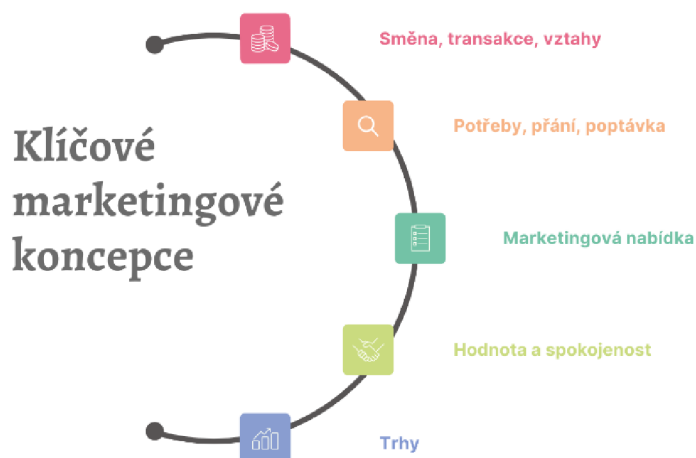 Klíčové
marketingové
koncepce
Směna, transakce, vztahy
Potřeby, přání, poptávka
Marketingová nabídka
Hodnota a spokojenost
Trhy